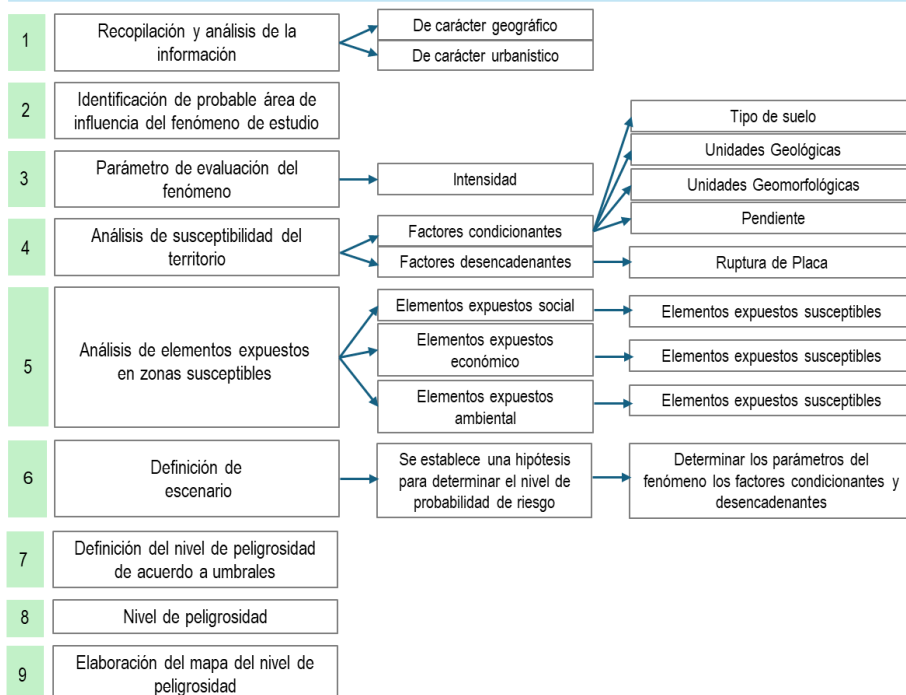 1
Recopilación y análisis de la
información
De carácter geográfico
De carácter urbanístico
2
Identificación de probable área de
influencia del fenómeno de estudio
3
Parámetro de evaluación del
fenómeno
Intensidad
4
Análisis de susceptibilidad del
territorio
Factores condicionantes
Tipo de suelo
Unidades Geológicas
Unidades Geomorfológicas
Pendiente
Factores desencadenantes
Ruptura de Placa
5
Análisis de elementos expuestos
en zonas susceptibles
Elementos expuestos social
Elementos expuestos susceptibles
Elementos expuestos
económico
Elementos expuestos susceptibles
Elementos expuestos
ambiental
Elementos expuestos susceptibles
6
Definición de
escenario
Se establece una hipótesis
para determinar el nivel de
probabilidad de riesgo
Determinar los parámetros del
fenómeno los factores condicionantes y
desencadenantes
7
Definición del nivel de peligrosidad
de acuerdo a umbrales
8
Nivel de peligrosidad
9
Elaboración del mapa del nivel de
peligrosidad